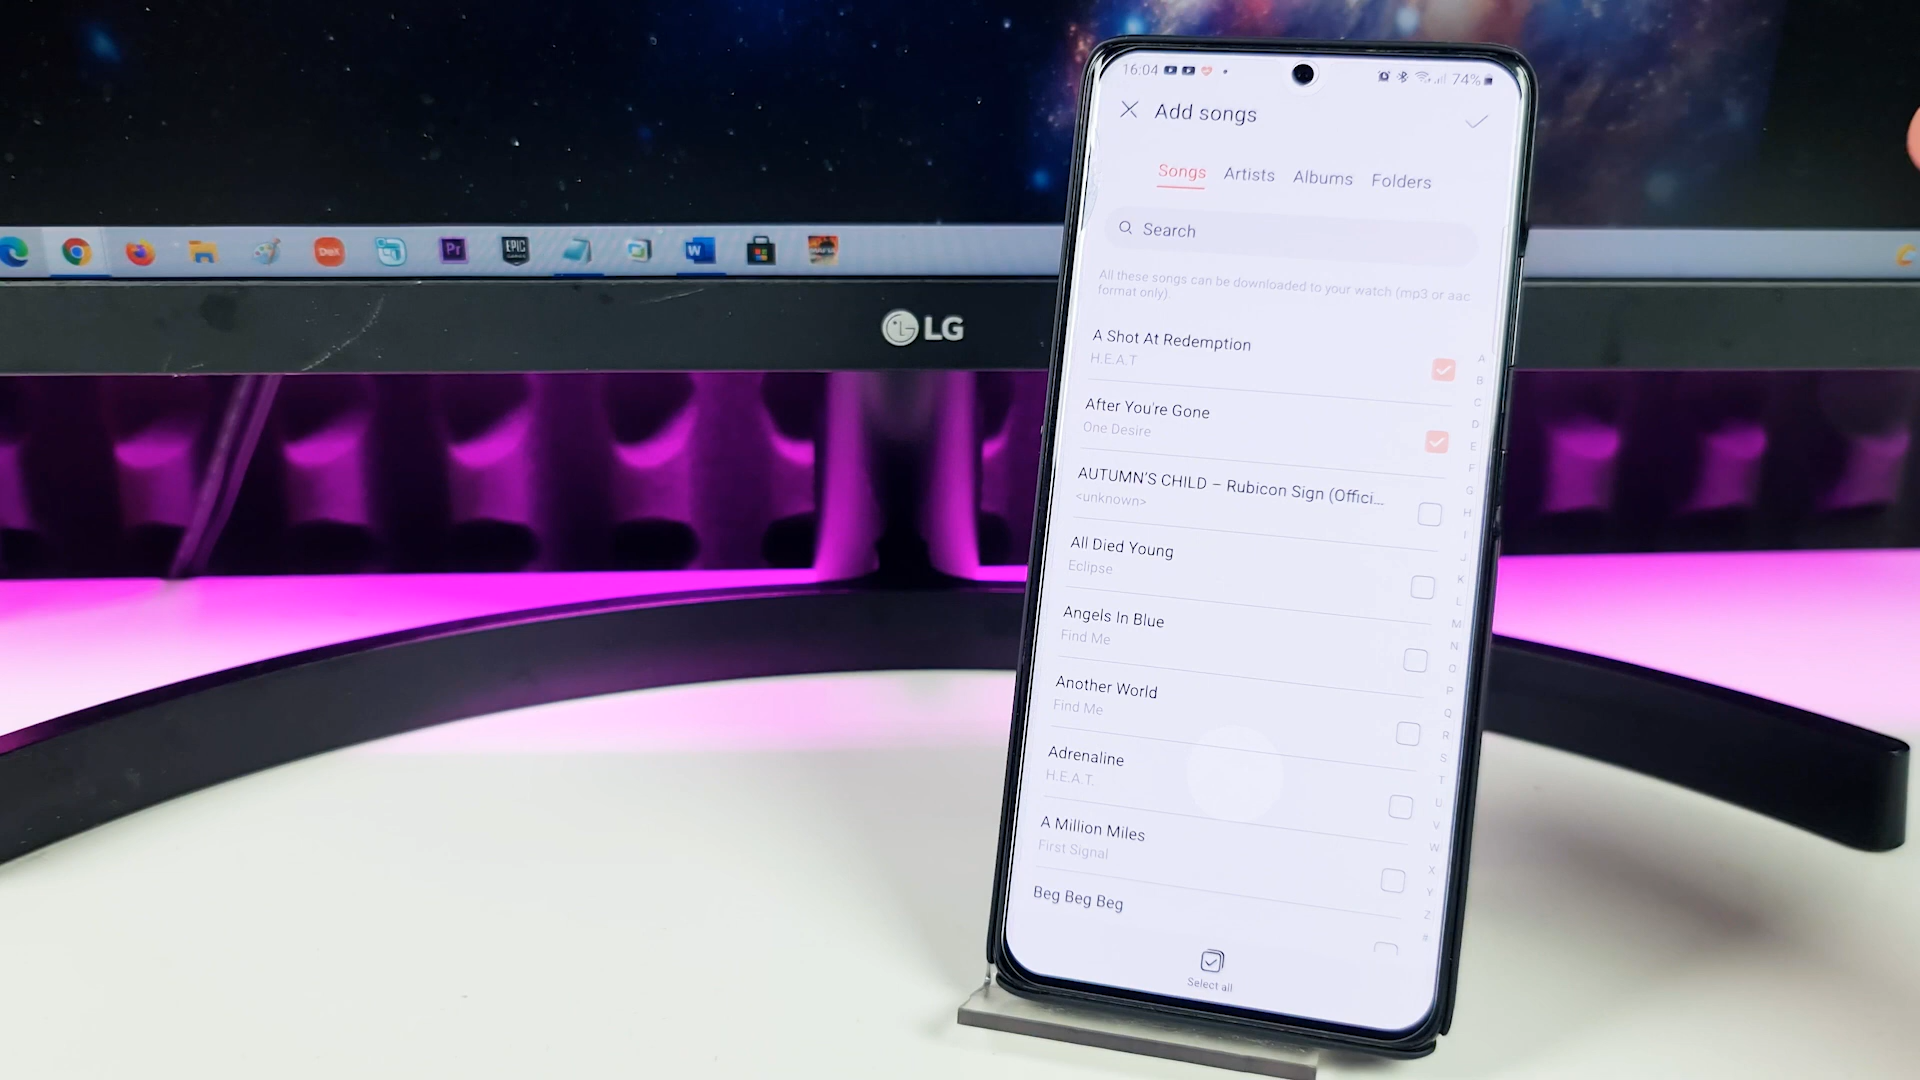 16:04
74%
Add songs
Songs Artists Albums Folders
Search
All these songs can be downloaded to your watch (mp3 or aac
format only).
A Shot At Redemption
H.E.A.T
After You're Gone
One Desire
AUTUMN'S CHILD – Rubicon Sign (Offici...
<unknown>
All Died Young
Eclipse
Angels In Blue
Find Me
Another World
Find Me
Adrenaline
H.E.A.T.
A Million Miles
First Signal
Beg Beg Beg
Select all
A
B
C
D
E
F
G
H
I
J
K
L
M
N
O
P
Q
R
S
T
U
V
W
X
Y
Z
#
Pr
EPIC
GAMES
W
LG